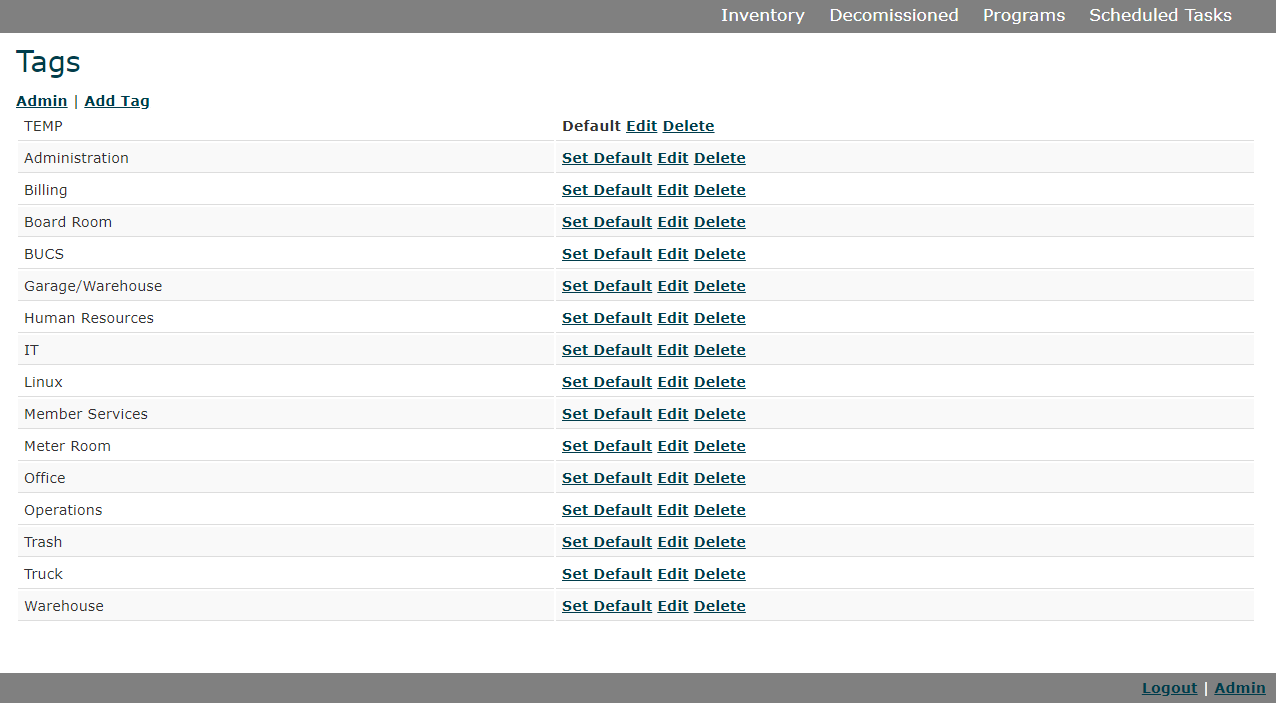 Inventory Decomissioned Programs Scheduled Tasks
Tags
Admin | Add Tag
TEMP Default Edit Delete
Administration Set Default Edit Delete
Billing Set Default Edit Delete
Board Room Set Default Edit Delete
BUCS Set Default Edit Delete
Garage/Warehouse Set Default Edit Delete
Human Resources Set Default Edit Delete
IT Set Default Edit Delete
Linux Set Default Edit Delete
Member Services Set Default Edit Delete
Meter Room Set Default Edit Delete
Office Set Default Edit Delete
Operations Set Default Edit Delete
Trash Set Default Edit Delete
Truck Set Default Edit Delete
Warehouse Set Default Edit Delete
Logout | Admin